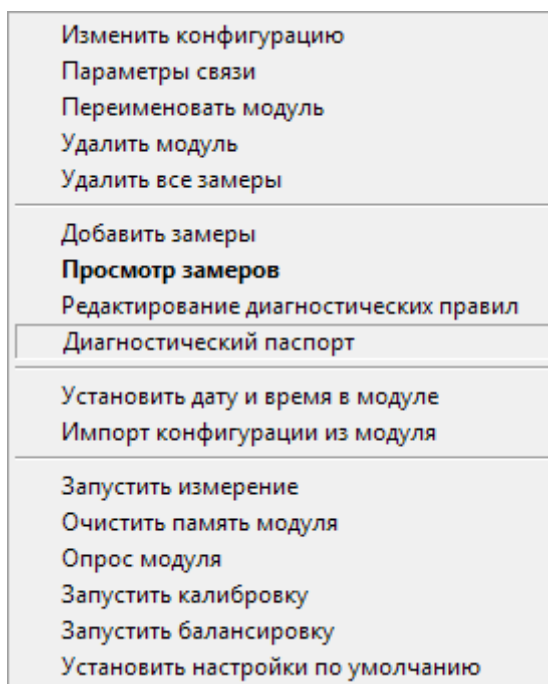 Изменить конфигурацию
Параметры связи
Переименовать модуль
Удалить модуль
Удалить все замеры
Добавить замеры
Просмотр замеров
Редактирование диагностических правил
Диагностический паспорт
Установить дату и время в модуле
Импорт конфигурации из модуля
Запустить измерение
Очистить память модуля
Опрос модуля
Запустить калибровку
Запустить балансировку
Установить настройки по умолчанию